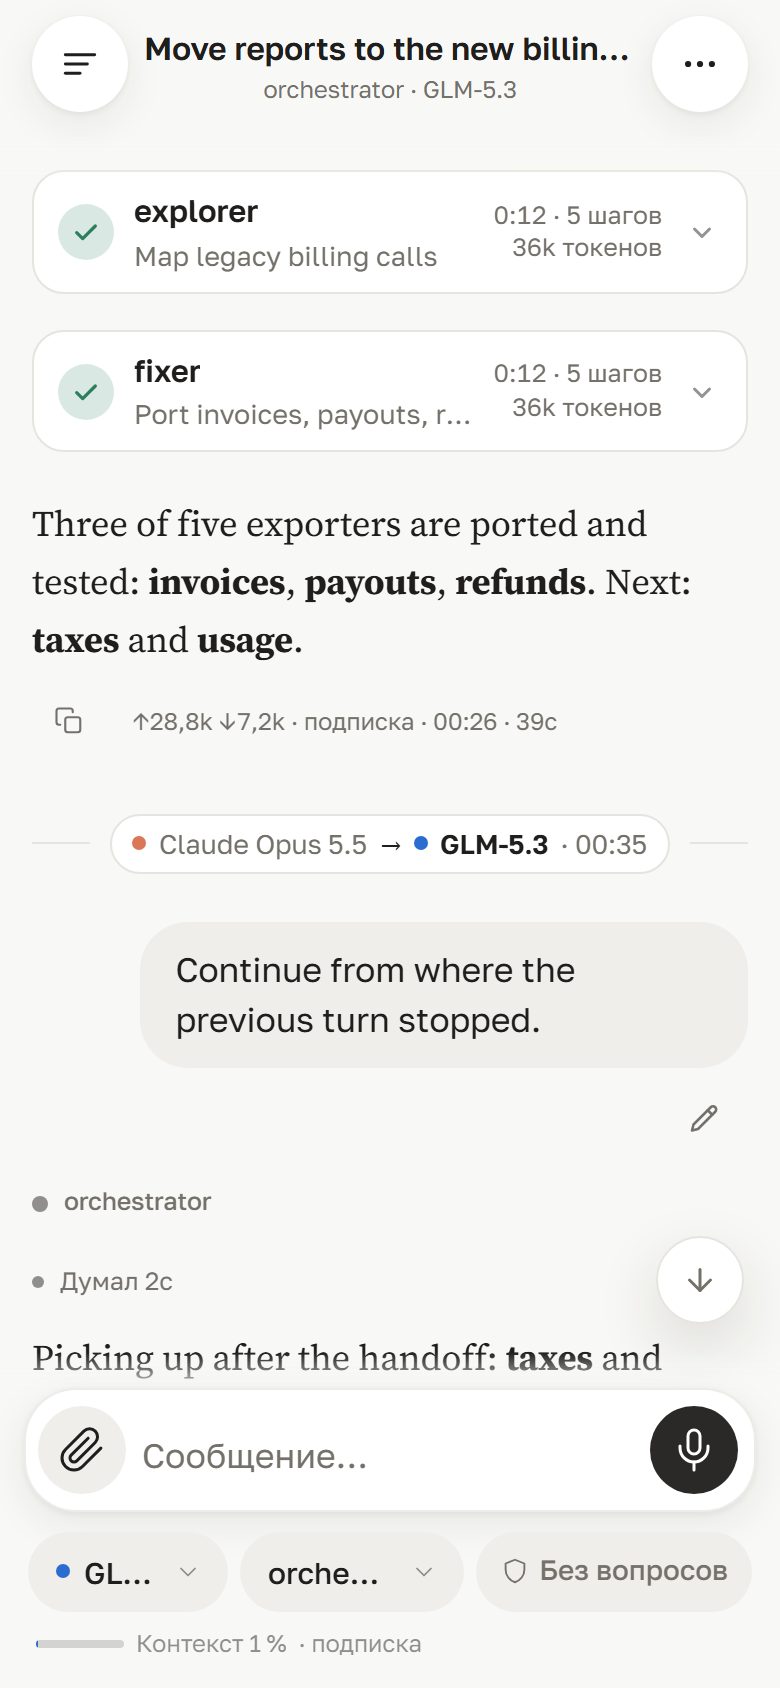 Move reports to the new billin...
orchestrator · GLM-5.3
explorer
Map legacy billing calls
0:12 · 5 шагов
36k токенов
fixer
Port invoices, payouts, r...
0:12 · 5 шагов
36k токенов
Three of five exporters are ported and
tested: invoices, payouts, refunds. Next:
taxes and usage.
↑28,8k ↓7,2k · подписка · 00:26 · 39с
Claude Opus 5.5 → GLM-5.3 · 00:35
Continue from where the
previous turn stopped.
orchestrator
Думал 2с
Picking up after the handoff: taxes and
Сообщение...
GL...
orche...
Без вопросов
Контекст 1 % · подписка